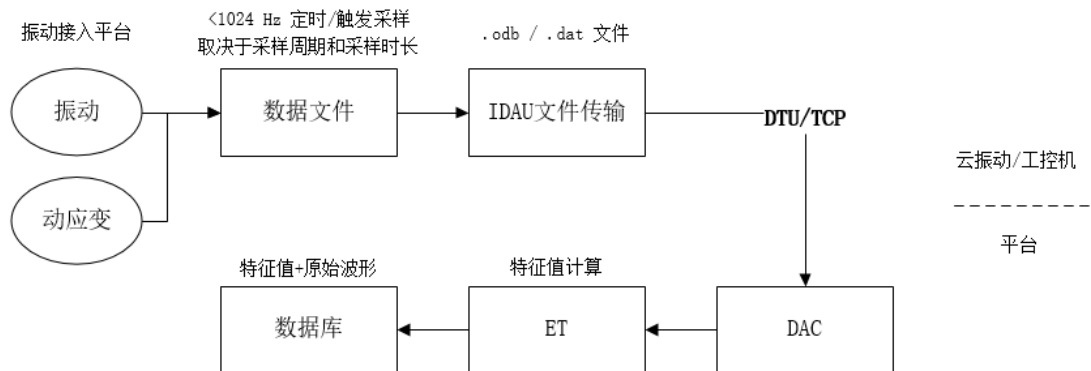 振动接入平台
<1024 Hz 定时/触发采样
取决于采样周期和采样时长
.odb / .dat 文件
振动
数据文件
IDAU文件传输
DTU/TCP
云振动/工控机
动应变
平台
特征值+原始波形
特征值计算
数据库
ET
DAC